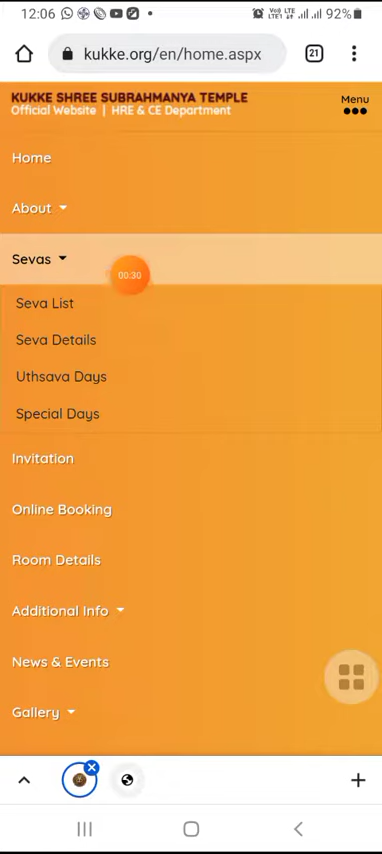 12:06
92%
kukke.org/en/home.aspx
21
KUKKE SHREE SUBRAHMANYA TEMPLE
Official Website | HRE & CE Department
Menu
Home
About
Sevas
00:30
Seva List
Seva Details
Uthsava Days
Special Days
Invitation
Online Booking
Room Details
Additional Info
News & Events
Gallery